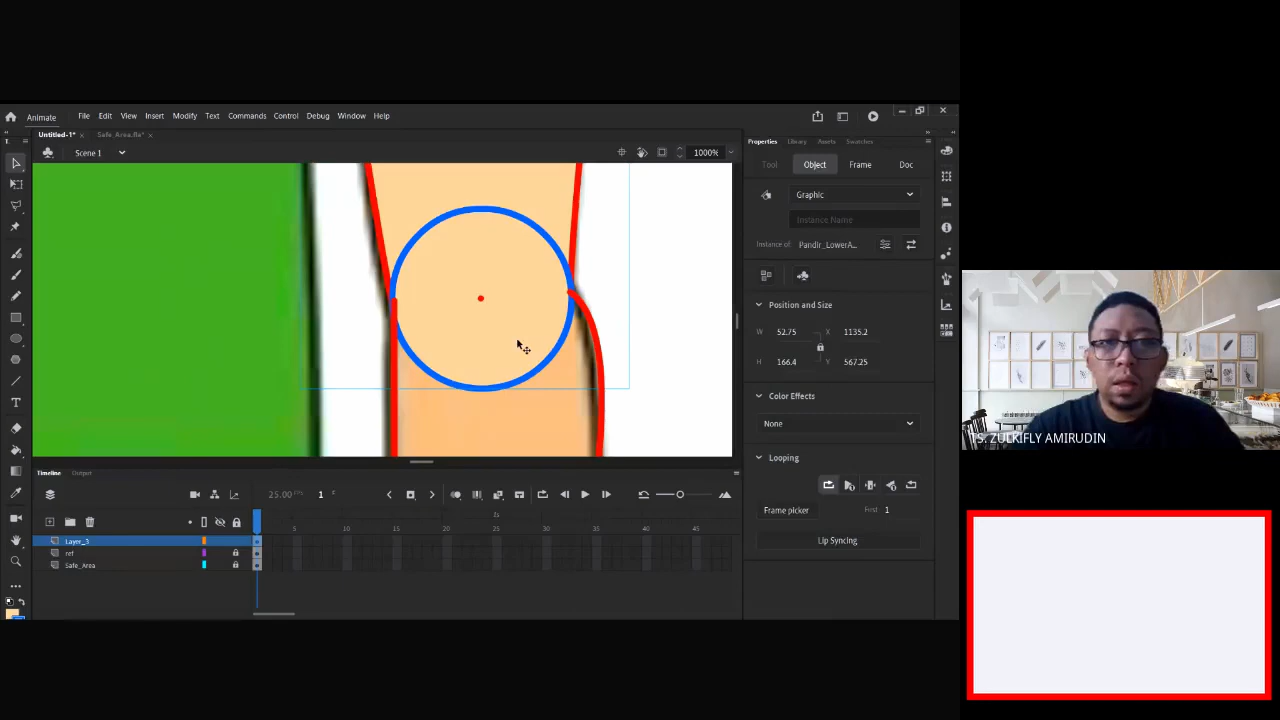 Animate File Edit View Insert Modify Text Commands Control Debug Window Help
Untitled-1* × Safe_Area.fla* ×
Scene 1 1000%
Properties Library Assets Swatches
Tool Object Frame Doc
Graphic
Instance Name
Instance of: PandIr_LowerA...
Position and Size
W 52.75 X 1135.2
H 166.4 Y 567.25
Color Effects
None
Looping
Frame picker First 1
Lip Syncing
Timeline Output
25.00 FPS 1 F
1s
5 10 15 20 25 30 35 40 45
Layer_3
ref
Safe_Area
TS. ZULKIFLY AMIRUDIN